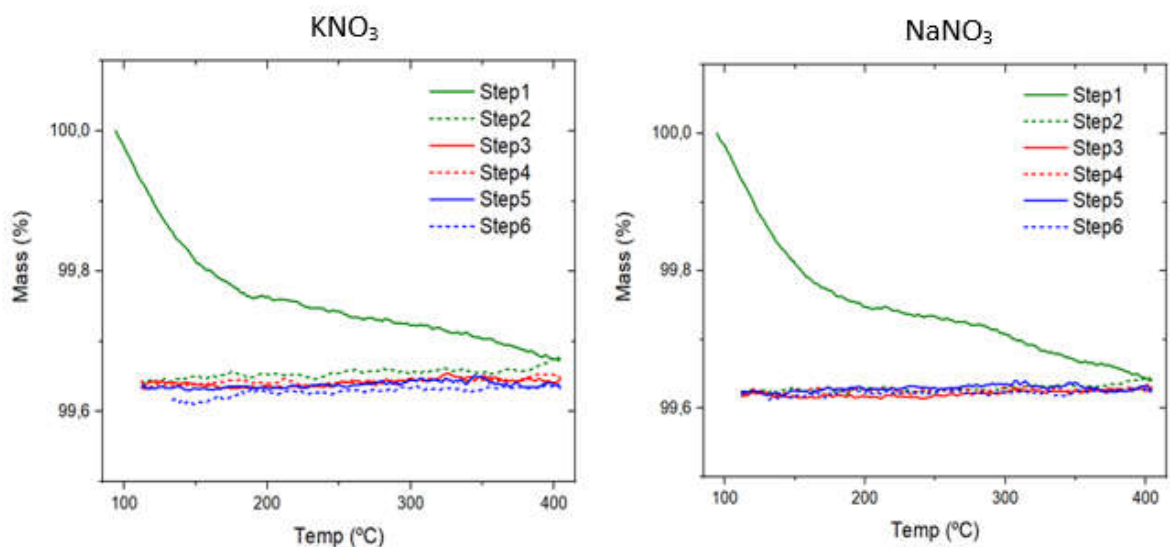 KNO₃
Step1
Step2
Step3
Step4
Step5
Step6
100,0
99,8
99,6
Mass (%)
100
200
300
400
Temp (ºC)
NaNO₃
Step1
Step2
Step3
Step4
Step5
Step6
100,0
99,8
99,6
Mass (%)
100
200
300
400
Temp (ºC)